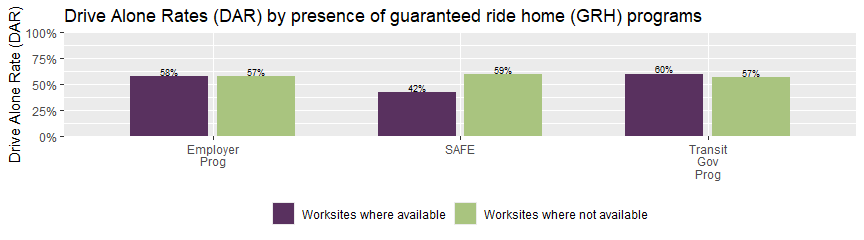 Drive Alone Rates (DAR) by presence of guaranteed ride home (GRH) programs
Drive Alone Rate (DAR)
100%
75%
50%
25%
0%
58%
57%
42%
59%
60%
57%
Employer
Prog
SAFE
Transit
Gov
Prog
Worksites where available
Worksites where not available